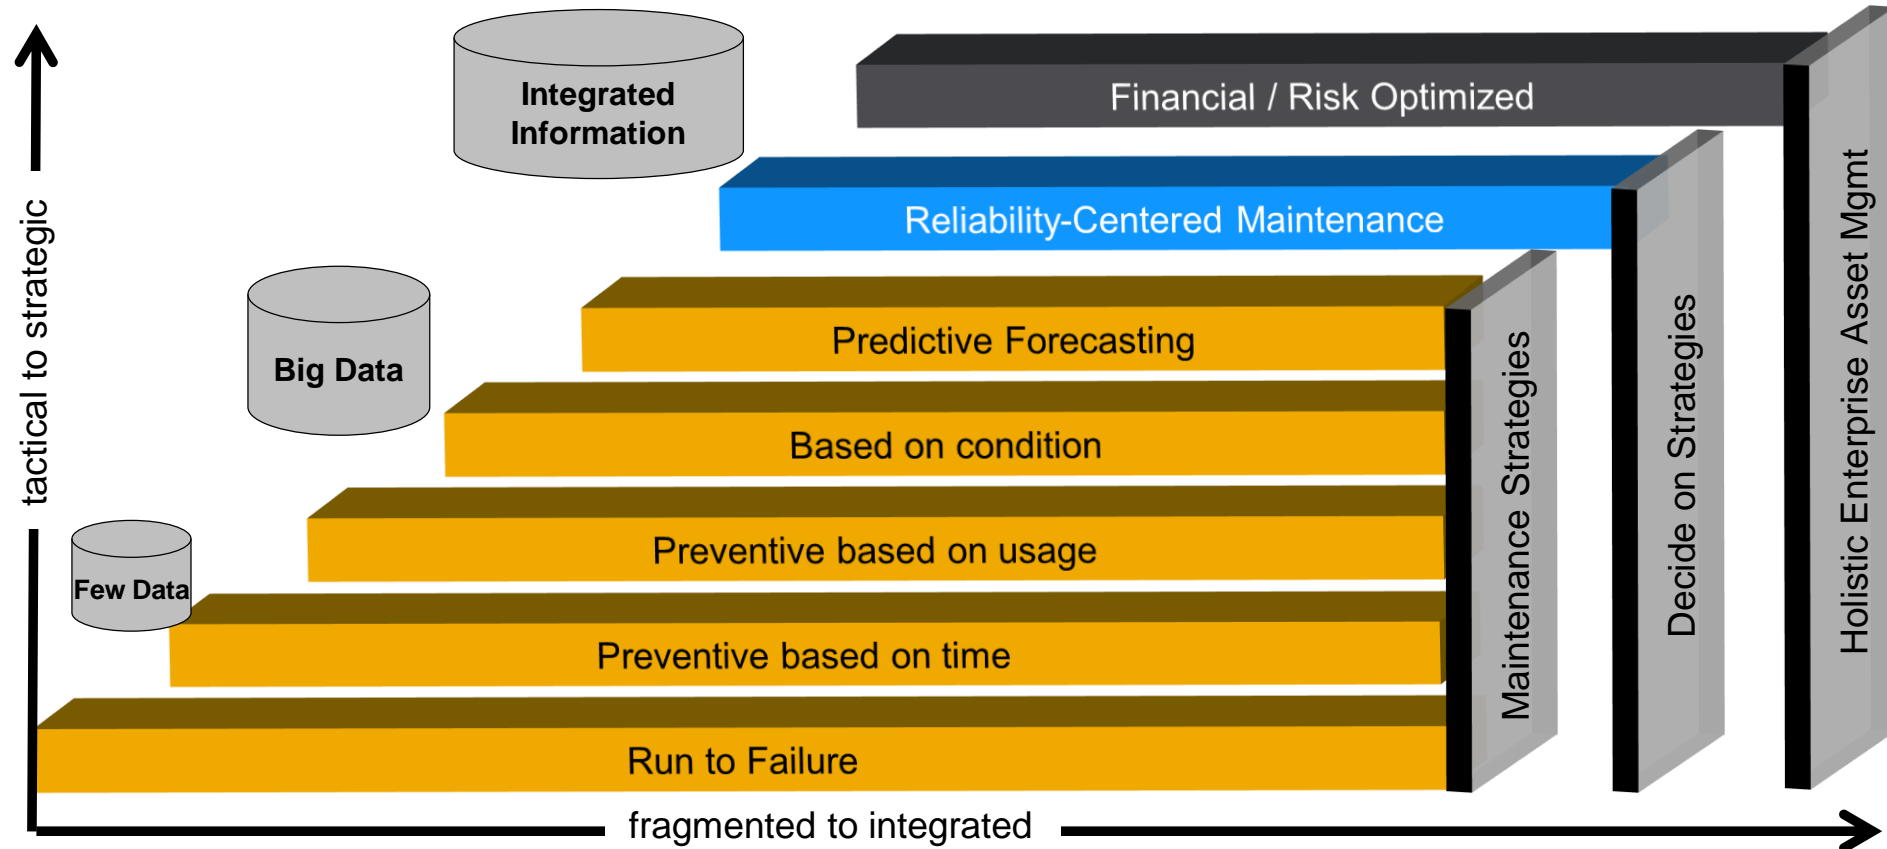 Integrated
Information
Financial / Risk Optimized
Reliability-Centered Maintenance
Big Data
Predictive Forecasting
Based on condition
Few Data
Preventive based on usage
Preventive based on time
Run to Failure
tactical to strategic
fragmented to integrated
Maintenance Strategies
Decide on Strategies
Holistic Enterprise Asset Mgmt